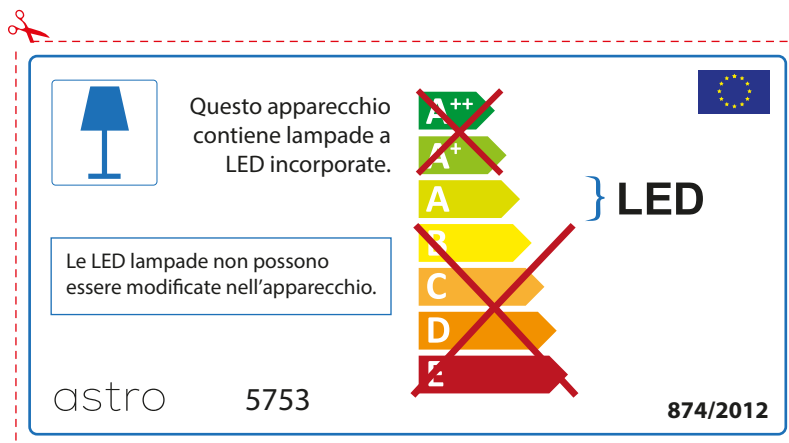 Questo apparecchio
contiene lampade a
LED incorporate.
Le LED lampade non possono
essere modificate nell'apparecchio.
A++
A+
A
B
C
D
E
LED
astro
5753
874/2012